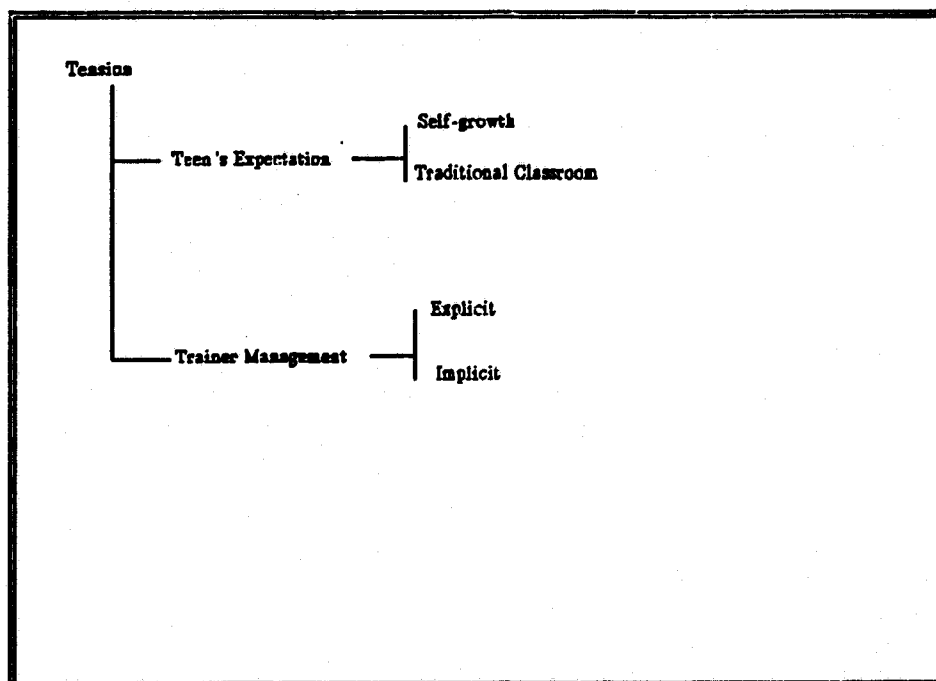 Tension
Self-growth
Teen's Expectation
Traditional Classroom
Explicit
Trainer Management
Implicit